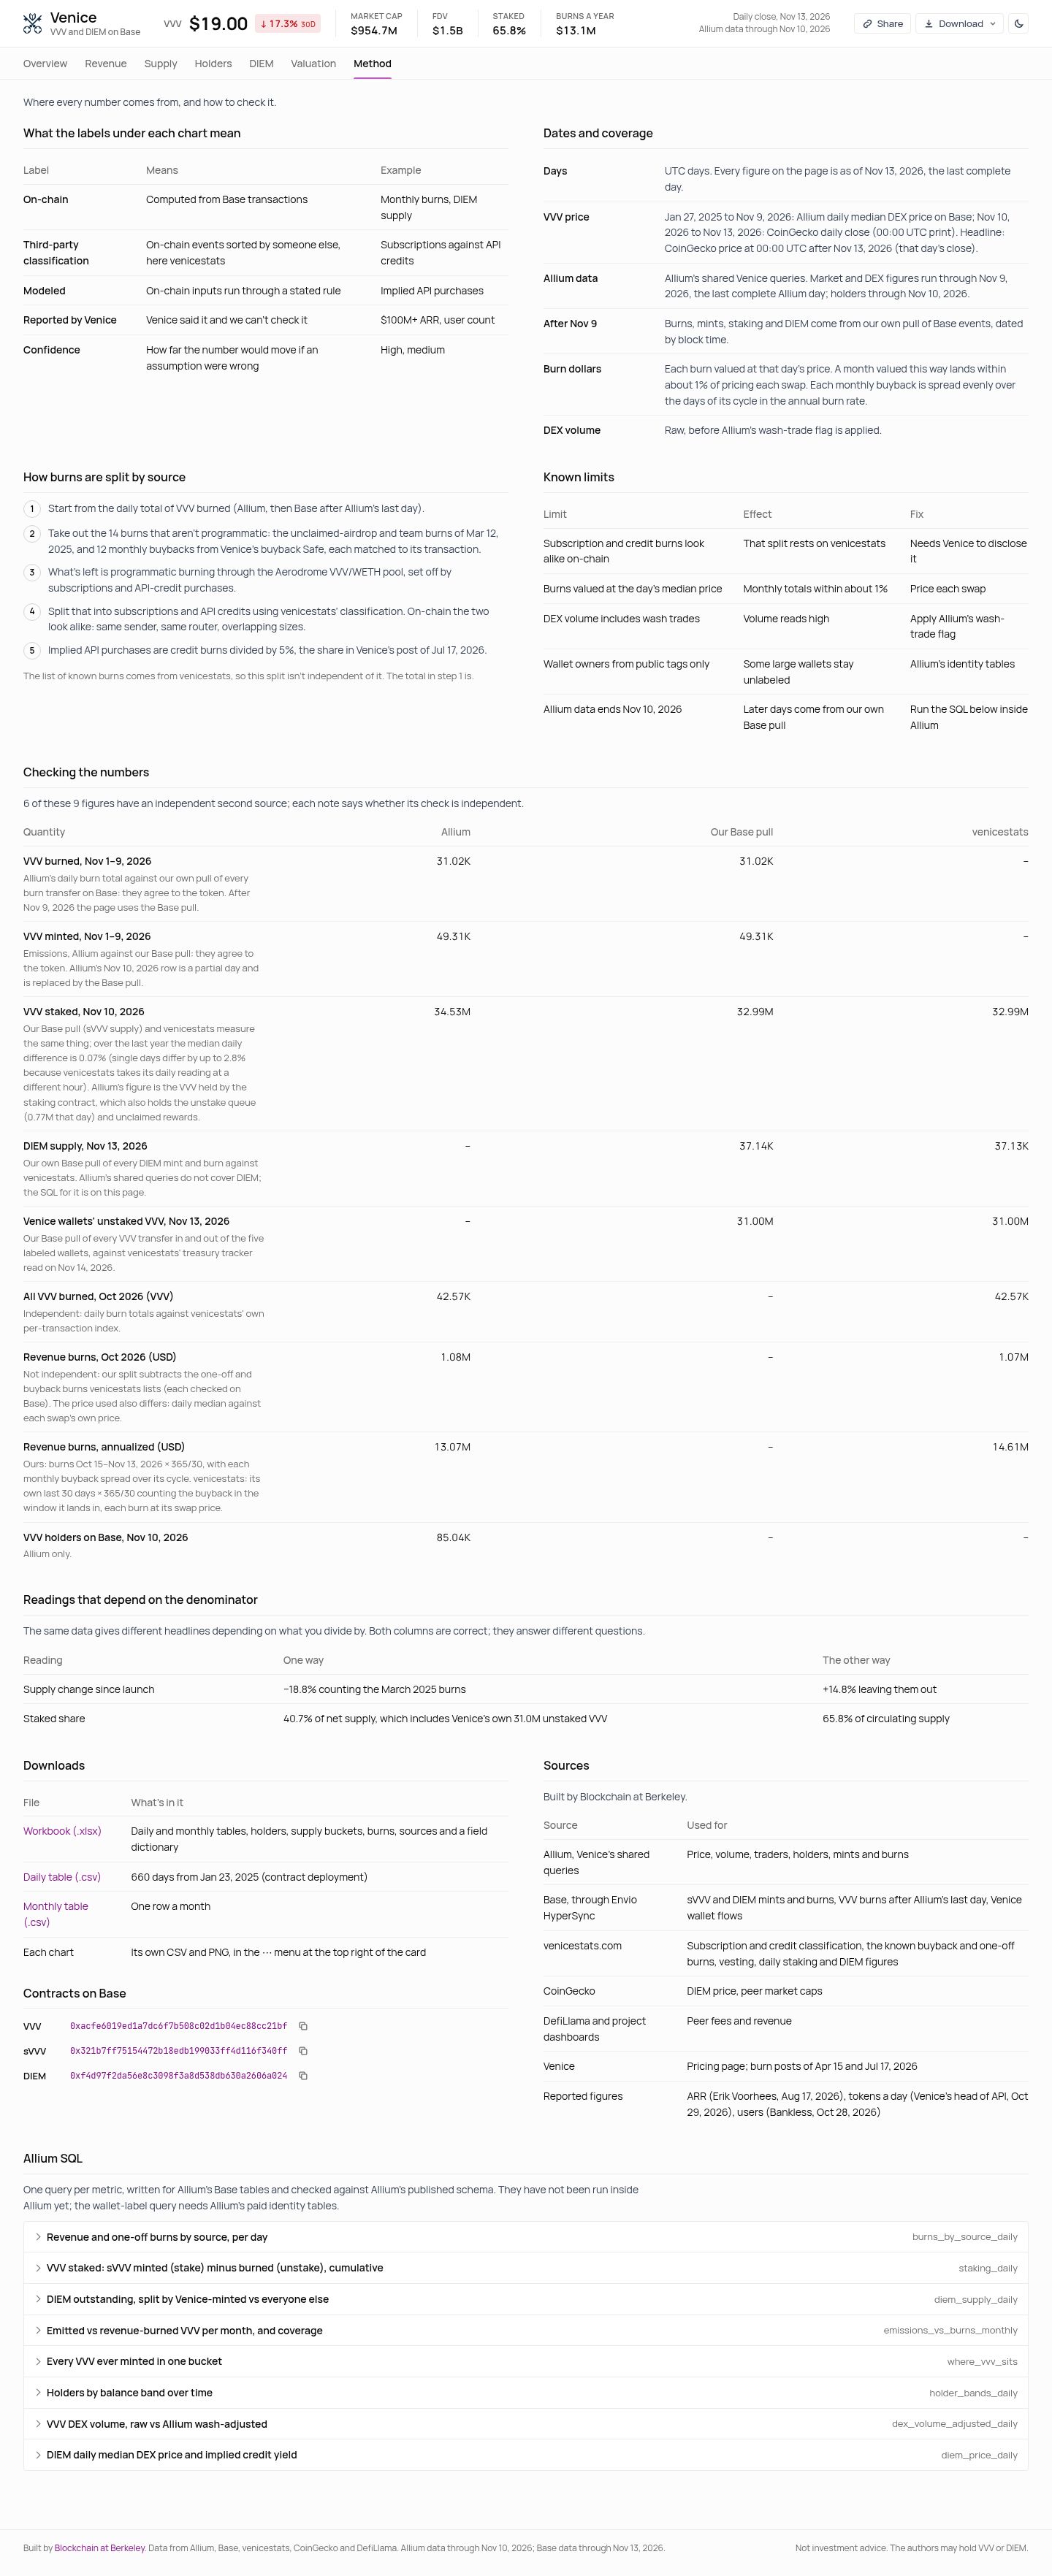 Venice
VVV and DIEM on Base
VVV $19.00 ↓ 17.3% 30D
MARKET CAP
$954.7M
FDV
$1.5B
STAKED
65.8%
BURNS A YEAR
$13.1M
Daily close, Nov 13, 2026
Allium data through Nov 10, 2026
Share
Download
Overview Revenue Supply Holders DIEM Valuation Method
Where every number comes from, and how to check it.
What the labels under each chart mean
Label Means Example
On-chain Computed from Base transactions Monthly burns, DIEM
supply
Third-party On-chain events sorted by someone else, Subscriptions against API
classification here venicestats credits
Modeled On-chain inputs run through a stated rule Implied API purchases
Reported by Venice Venice said it and we can't check it $100M+ ARR, user count
Confidence How far the number would move if an High, medium
assumption were wrong
Dates and coverage
Days UTC days. Every figure on the page is as of Nov 13, 2026, the last complete
day.
VVV price Jan 27, 2025 to Nov 9, 2026: Allium daily median DEX price on Base; Nov 10,
2026 to Nov 13, 2026: CoinGecko daily close (00:00 UTC print). Headline:
CoinGecko price at 00:00 UTC after Nov 13, 2026 (that day's close).
Allium data Allium's shared Venice queries. Market and DEX figures run through Nov 9,
2026, the last complete Allium day; holders through Nov 10, 2026.
After Nov 9 Burns, mints, staking and DIEM come from our own pull of Base events, dated
by block time.
Burn dollars Each burn valued at that day's price. A month valued this way lands within
about 1% of pricing each swap. Each monthly buyback is spread evenly over
the days of its cycle in the annual burn rate.
DEX volume Raw, before Allium's wash-trade flag is applied.
How burns are split by source
1 Start from the daily total of VVV burned (Allium, then Base after Allium's last day).
2 Take out the 14 burns that aren't programmatic: the unclaimed-airdrop and team burns of Mar 12,
2025, and 12 monthly buybacks from Venice's buyback Safe, each matched to its transaction.
3 What's left is programmatic burning through the Aerodrome VVV/WETH pool, set off by
subscriptions and API-credit purchases.
4 Split that into subscriptions and API credits using venicestats' classification. On-chain the two
look alike: same sender, same router, overlapping sizes.
5 Implied API purchases are credit burns divided by 5%, the share in Venice's post of Jul 17, 2026.
The list of known burns comes from venicestats, so this split isn't independent of it. The total in step 1 is.
Known limits
Limit Effect Fix
Subscription and credit burns look That split rests on venicestats Needs Venice to disclose
alike on-chain it
Burns valued at the day's median price Monthly totals within about 1% Price each swap
DEX volume includes wash trades Volume reads high Apply Allium's wash-
trade flag
Wallet owners from public tags only Some large wallets stay Allium's identity tables
unlabeled
Allium data ends Nov 10, 2026 Later days come from our own Run the SQL below inside
Base pull Allium
Checking the numbers
6 of these 9 figures have an independent second source; each note says whether its check is independent.
Quantity Allium Our Base pull venicestats
VVV burned, Nov 1–9, 2026 31.02K 31.02K –
Allium's daily burn total against our own pull of every
burn transfer on Base: they agree to the token. After
Nov 9, 2026 the page uses the Base pull.
VVV minted, Nov 1–9, 2026 49.31K 49.31K –
Emissions, Allium against our Base pull: they agree to
the token. Allium's Nov 10, 2026 row is a partial day and
is replaced by the Base pull.
VVV staked, Nov 10, 2026 34.53M 32.99M 32.99M
Our Base pull (sVVV supply) and venicestats measure
the same thing; over the last year the median daily
difference is 0.07% (single days differ by up to 2.8%
because venicestats takes its daily reading at a
different hour). Allium's figure is the VVV held by the
staking contract, which also holds the unstake queue
(0.77M that day) and unclaimed rewards.
DIEM supply, Nov 13, 2026 – 37.14K 37.13K
Our own Base pull of every DIEM mint and burn against
venicestats. Allium's shared queries do not cover DIEM;
the SQL for it is on this page.
Venice wallets' unstaked VVV, Nov 13, 2026 – 31.00M 31.00M
Our Base pull of every VVV transfer in and out of the five
labeled wallets, against venicestats' treasury tracker
read on Nov 14, 2026.
All VVV burned, Oct 2026 (VVV) 42.57K – 42.57K
Independent: daily burn totals against venicestats' own
per-transaction index.
Revenue burns, Oct 2026 (USD) 1.08M – 1.07M
Not independent: our split subtracts the one-off and
buyback burns venicestats lists (each checked on
Base). The price used also differs: daily median against
each swap's own price.
Revenue burns, annualized (USD) 13.07M – 14.61M
Ours: burns Oct 15–Nov 13, 2026 × 365/30, with each
monthly buyback spread over its cycle. venicestats: its
own last 30 days × 365/30 counting the buyback in the
window it lands in, each burn at its swap price.
VVV holders on Base, Nov 10, 2026 85.04K – –
Allium only.
Readings that depend on the denominator
The same data gives different headlines depending on what you divide by. Both columns are correct; they answer different questions.
Reading One way The other way
Supply change since launch −18.8% counting the March 2025 burns +14.8% leaving them out
Staked share 40.7% of net supply, which includes Venice's own 31.0M unstaked VVV 65.8% of circulating supply
Downloads
File What's in it
Workbook (.xlsx) Daily and monthly tables, holders, supply buckets, burns, sources and a field
dictionary
Daily table (.csv) 660 days from Jan 23, 2025 (contract deployment)
Monthly table One row a month
(.csv)
Each chart Its own CSV and PNG, in the ··· menu at the top right of the card
Contracts on Base
VVV 0xacfe6019ed1a7dc6f7b508c02d1b04ec88cc21bf
sVVV 0x321b7ff75154472b18edb199033ff4d116f340ff
DIEM 0xf4d97f2da56e8c3098f3a8d538db630a2606a024
Sources
Built by Blockchain at Berkeley.
Source Used for
Allium, Venice's shared Price, volume, traders, holders, mints and burns
queries
Base, through Envio sVVV and DIEM mints and burns, VVV burns after Allium's last day, Venice
HyperSync wallet flows
venicestats.com Subscription and credit classification, the known buyback and one-off
burns, vesting, daily staking and DIEM figures
CoinGecko DIEM price, peer market caps
DefiLlama and project Peer fees and revenue
dashboards
Venice Pricing page; burn posts of Apr 15 and Jul 17, 2026
Reported figures ARR (Erik Voorhees, Aug 17, 2026), tokens a day (Venice's head of API, Oct
29, 2026), users (Bankless, Oct 28, 2026)
Allium SQL
One query per metric, written for Allium's Base tables and checked against Allium's published schema. They have not been run inside
Allium yet; the wallet-label query needs Allium's paid identity tables.
Revenue and one-off burns by source, per day burns_by_source_daily
VVV staked: sVVV minted (stake) minus burned (unstake), cumulative staking_daily
DIEM outstanding, split by Venice-minted vs everyone else diem_supply_daily
Emitted vs revenue-burned VVV per month, and coverage emissions_vs_burns_monthly
Every VVV ever minted in one bucket where_vvv_sits
Holders by balance band over time holder_bands_daily
VVV DEX volume, raw vs Allium wash-adjusted dex_volume_adjusted_daily
DIEM daily median DEX price and implied credit yield diem_price_daily
Built by Blockchain at Berkeley. Data from Allium, Base, venicestats, CoinGecko and DefiLlama. Allium data through Nov 10, 2026; Base data through Nov 13, 2026.
Not investment advice. The authors may hold VVV or DIEM.